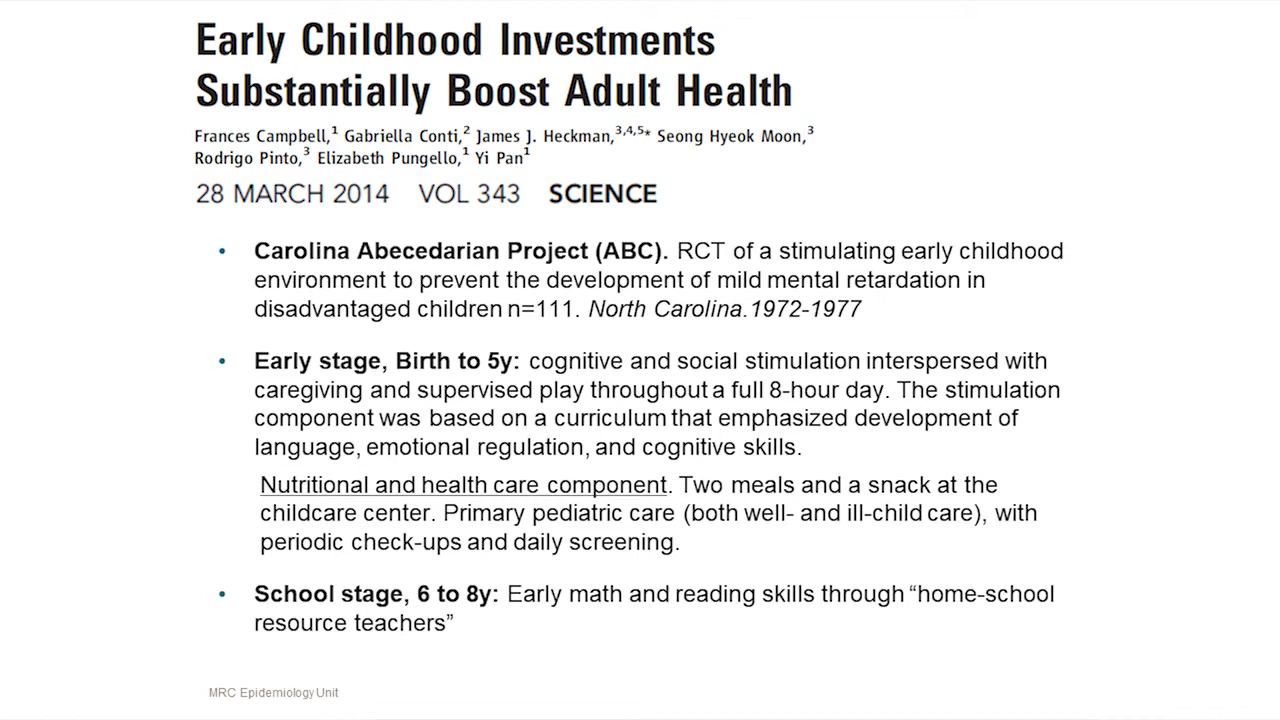 Early Childhood Investments
Substantially Boost Adult Health
Frances Campbell,¹ Gabriella Conti,² James J. Heckman,³,⁴,⁵* Seong Hyeok Moon,³
Rodrigo Pinto,³ Elizabeth Pungello,¹ Yi Pan¹
28 MARCH 2014 VOL 343 SCIENCE
• Carolina Abecedarian Project (ABC). RCT of a stimulating early childhood
environment to prevent the development of mild mental retardation in
disadvantaged children n=111. North Carolina.1972-1977
• Early stage, Birth to 5y: cognitive and social stimulation interspersed with
caregiving and supervised play throughout a full 8-hour day. The stimulation
component was based on a curriculum that emphasized development of
language, emotional regulation, and cognitive skills.
Nutritional and health care component. Two meals and a snack at the
childcare center. Primary pediatric care (both well- and ill-child care), with
periodic check-ups and daily screening.
• School stage, 6 to 8y: Early math and reading skills through “home-school
resource teachers”
MRC Epidemiology Unit